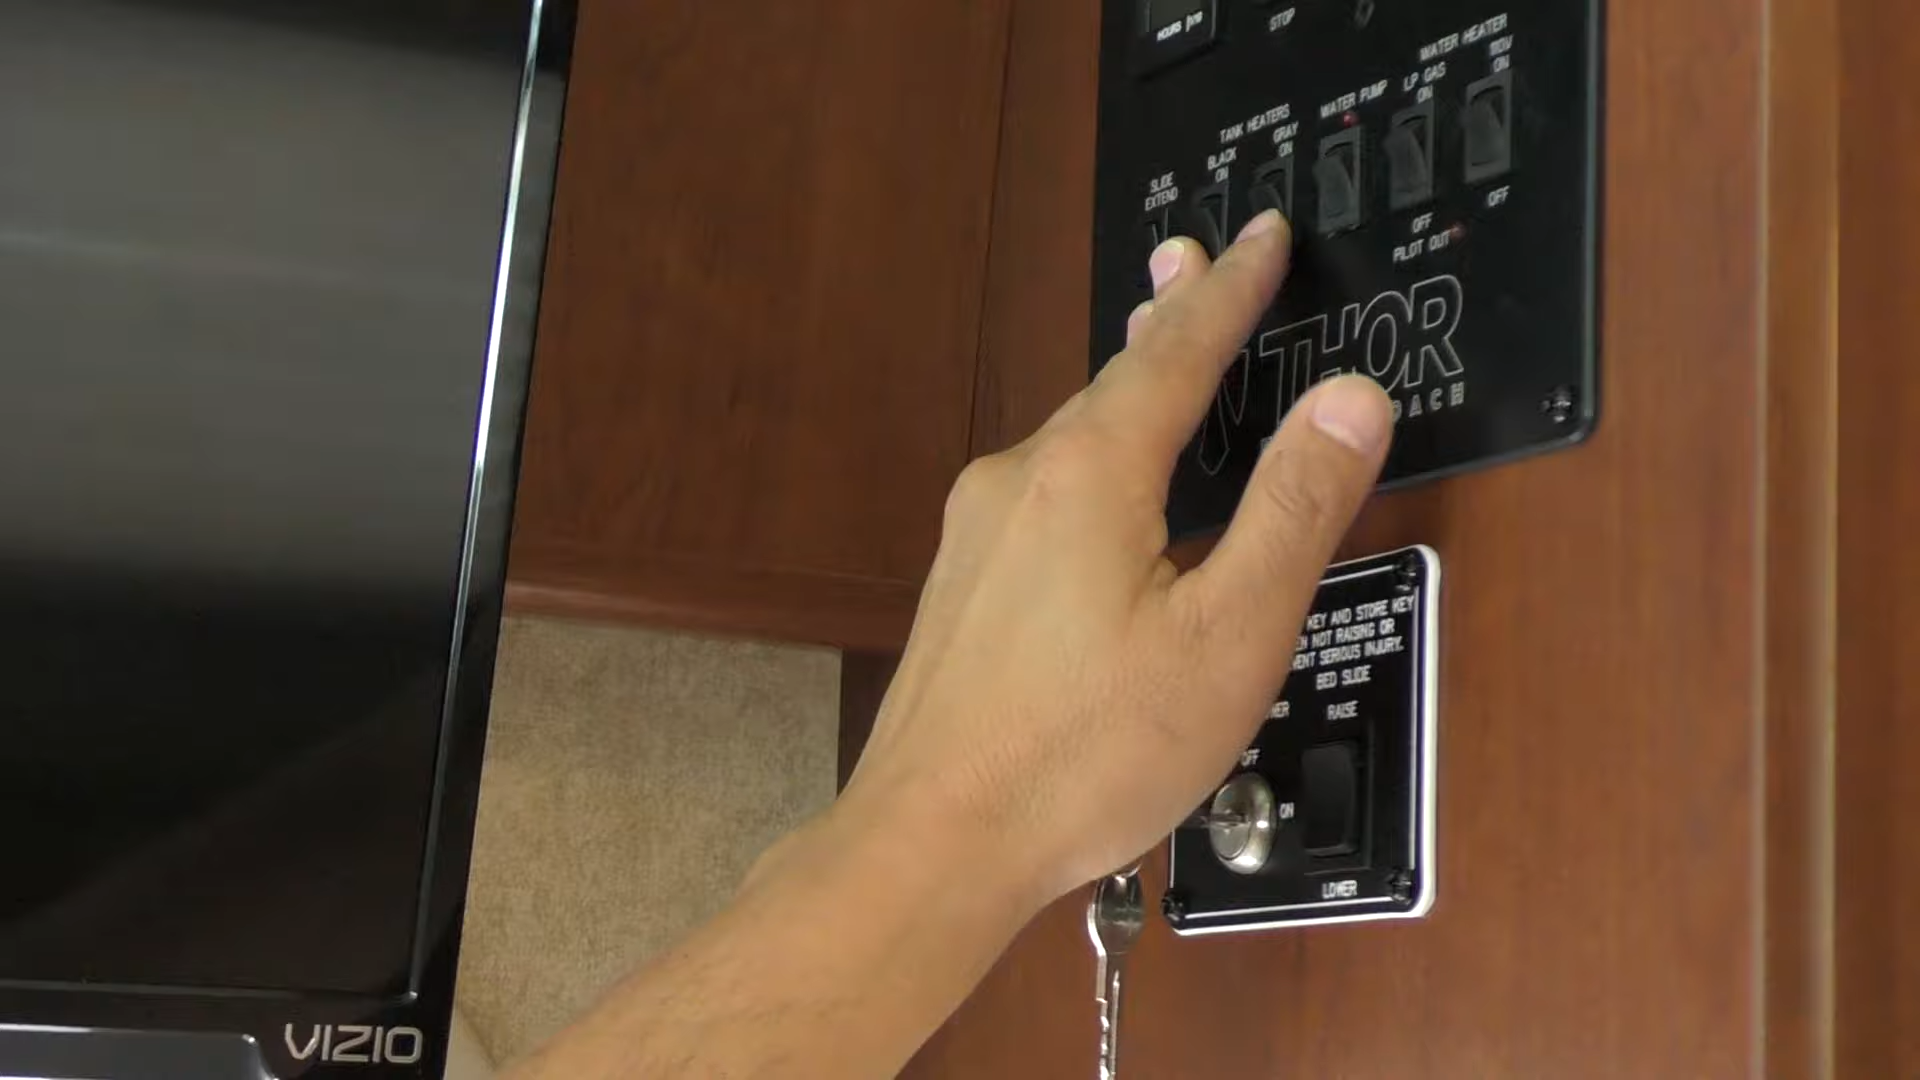 HOURS 1/10
STOP
WATER HEATER
110V
ON
LP GAS
ON
WATER PUMP
TANK HEATERS
GRAY
ON
BLACK
ON
SLIDE
EXTEND
OFF
OFF
PILOT OUT
THOR
KEY AND STORE KEY
NOT RAISING OR
SERIOUS INJURY.
BED SLIDE
RAISE
OFF
ON
LOWER
VIZIO